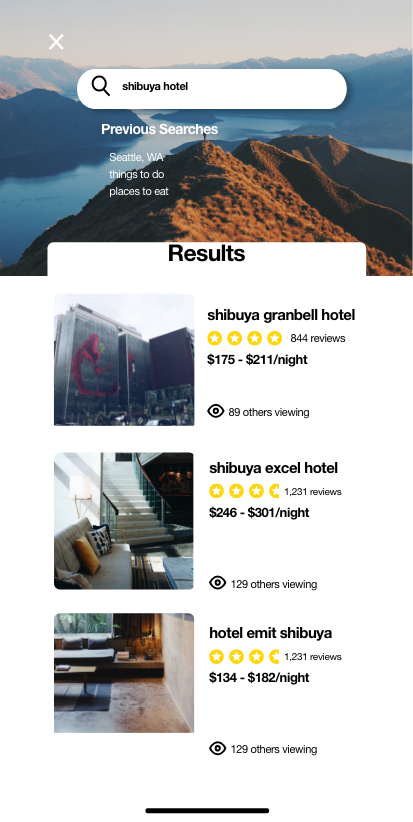 shibuya hotel
Previous Searches
Seattle, WA
things to do
places to eat
Results
shibuya granbell hotel
844 reviews
$175 - $211/night
89 others viewing
shibuya excel hotel
1,231 reviews
$246 - $301/night
129 others viewing
hotel emit shibuya
1,231 reviews
$134 - $182/night
129 others viewing